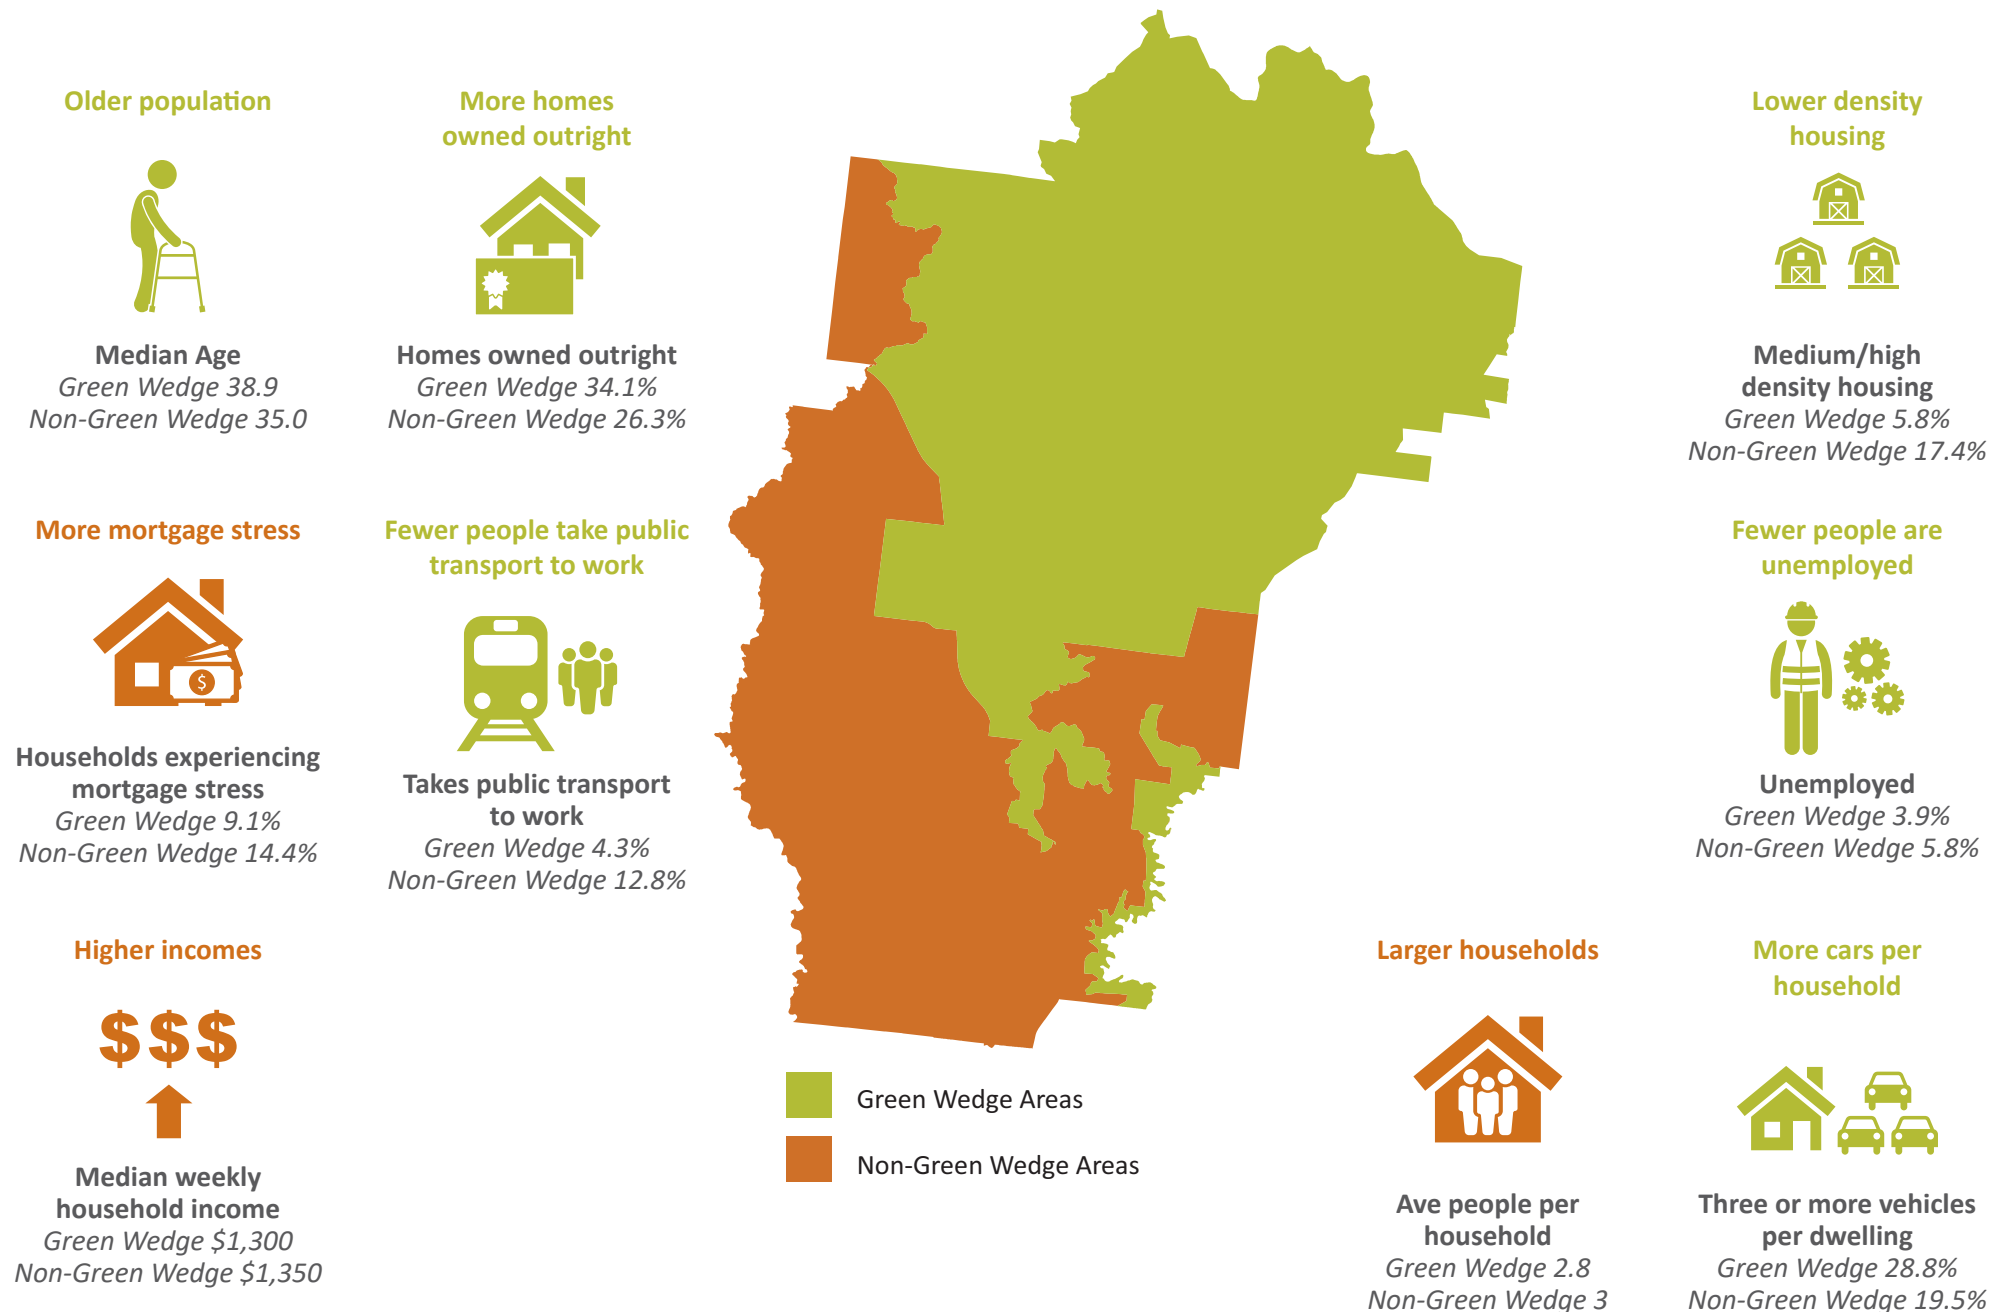 Older population
Median Age
Green Wedge 38.9
Non-Green Wedge 35.0
More homes
owned outright
Homes owned outright
Green Wedge 34.1%
Non-Green Wedge 26.3%
Lower density
housing
Medium/high
density housing
Green Wedge 5.8%
Non-Green Wedge 17.4%
More mortgage stress
$
Households experiencing
mortgage stress
Green Wedge 9.1%
Non-Green Wedge 14.4%
Fewer people take public
transport to work
Takes public transport
to work
Green Wedge 4.3%
Non-Green Wedge 12.8%
Fewer people are
unemployed
Unemployed
Green Wedge 3.9%
Non-Green Wedge 5.8%
Higher incomes
$$$
Median weekly
household income
Green Wedge $1,300
Non-Green Wedge $1,350
Green Wedge Areas
Non-Green Wedge Areas
Larger households
Ave people per
household
Green Wedge 2.8
Non-Green Wedge 3
More cars per
household
Three or more vehicles
per dwelling
Green Wedge 28.8%
Non-Green Wedge 19.5%